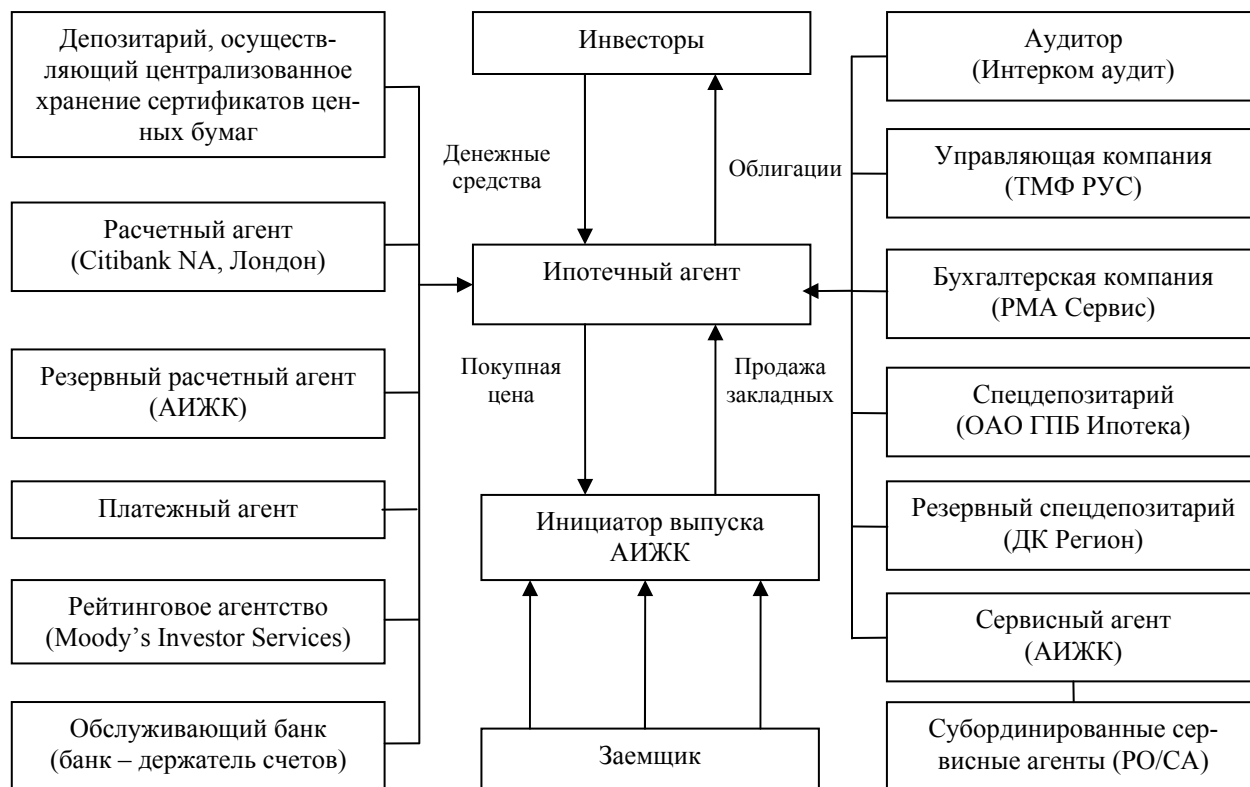 Депозитарий, осуществ-
ляющий централизованное
хранение сертификатов цен-
ных бумаг
Расчетный агент
(Citibank NA, Лондон)
Резервный расчетный агент
(АИЖК)
Платежный агент
Рейтинговое агентство
(Moody’s Investor Services)
Обслуживающий банк
(банк – держатель счетов)
Инвесторы
Денежные
средства
Облигации
Ипотечный агент
Покупная
цена
Продажа
закладных
Инициатор выпуска
АИЖК
Заемщик
Аудитор
(Интерком аудит)
Управляющая компания
(ТМФ РУС)
Бухгалтерская компания
(РМА Сервис)
Спецдепозитарий
(ОАО ГПБ Ипотека)
Резервный спецдепозитарий
(ДК Регион)
Сервисный агент
(АИЖК)
Субординированные сер-
висные агенты (РО/СА)